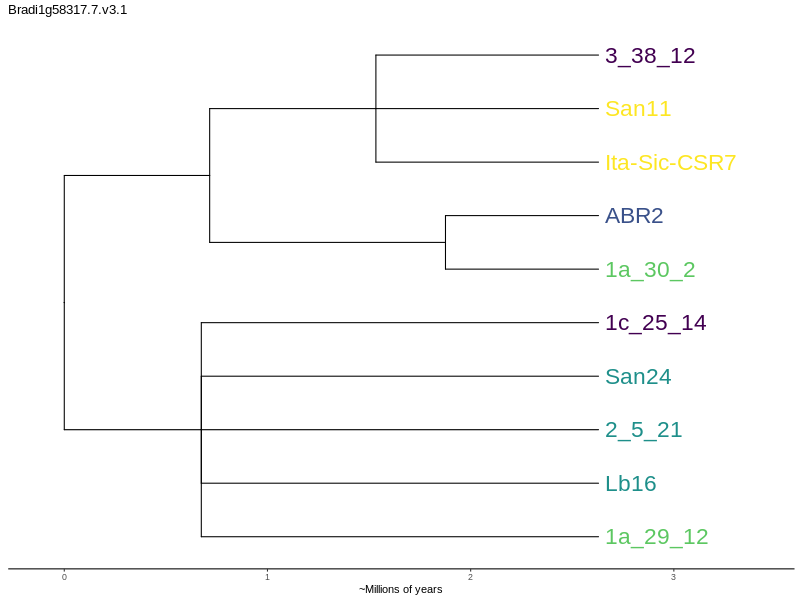 Bradi1g58317.7.v3.1
3_38_12
San11
Ita-Sic-CSR7
ABR2
1a_30_2
1c_25_14
San24
2_5_21
Lb16
1a_29_12
0 1 2 3
~Millions of years